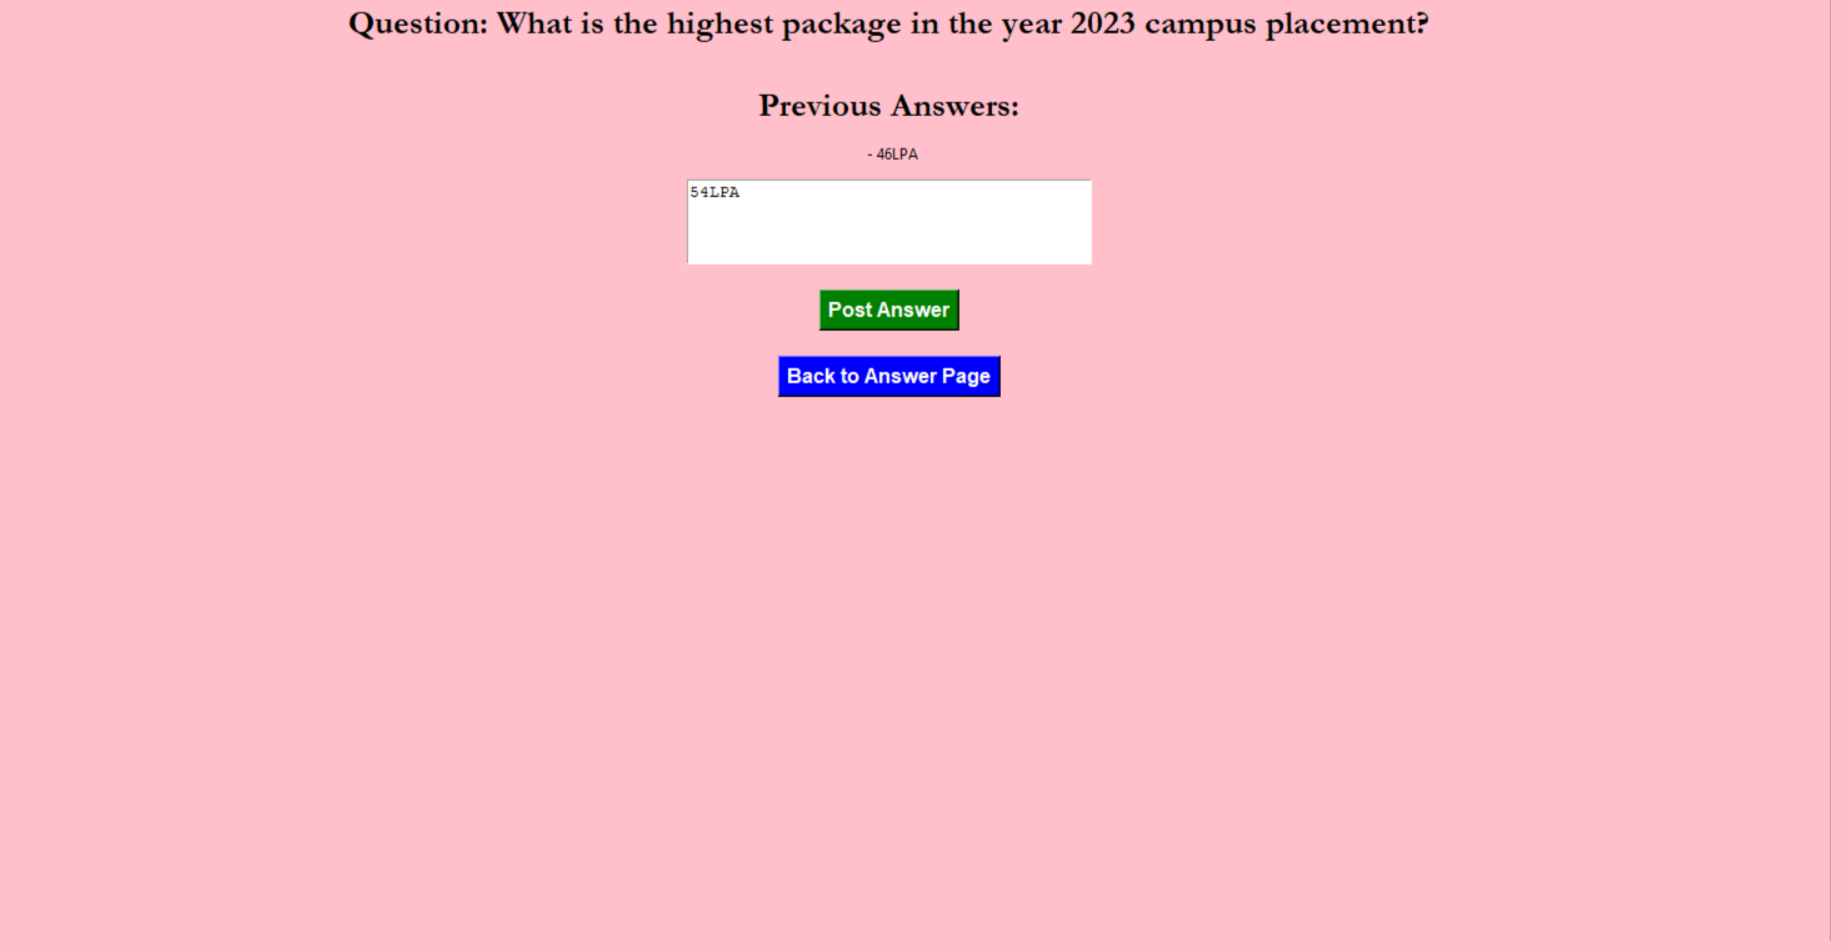 Question: What is the highest package in the year 2023 campus placement?
Previous Answers:
- 46LPA
54LPA
Post Answer
Back to Answer Page